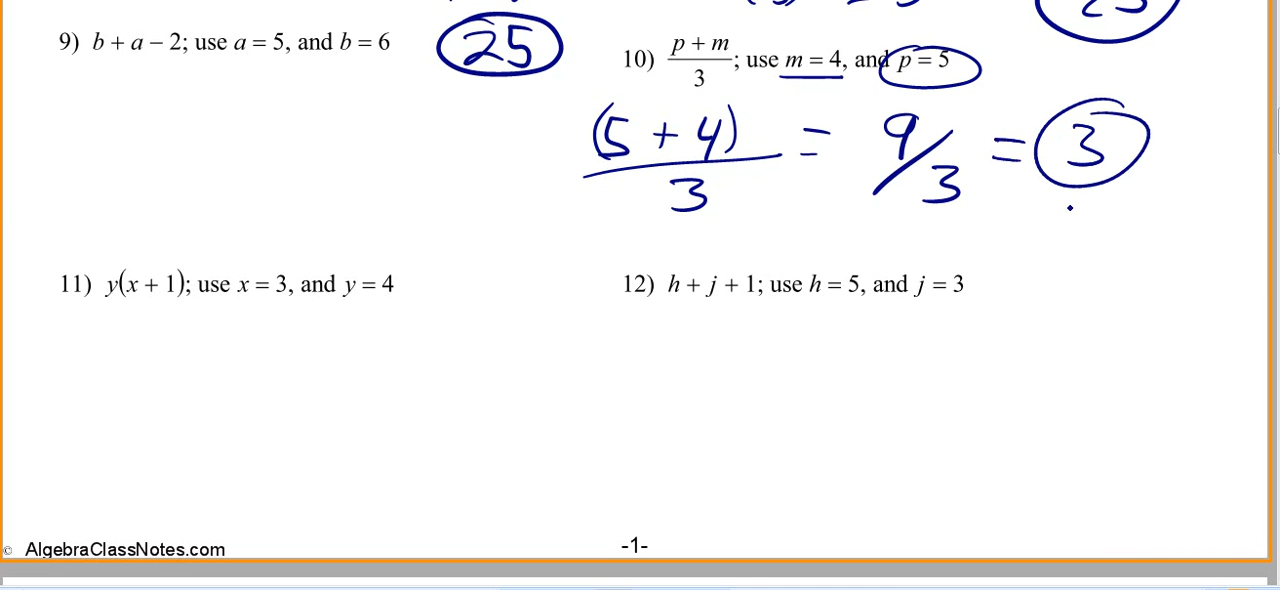 9) b + a − 2; use a = 5, and b = 6
25
10) p + m / 3 ; use m = 4, and p = 5
(5 + 4) / 3 = 9/3 = 3
11) y(x + 1); use x = 3, and y = 4
12) h + j + 1; use h = 5, and j = 3
© AlgebraClassNotes.com
-1-